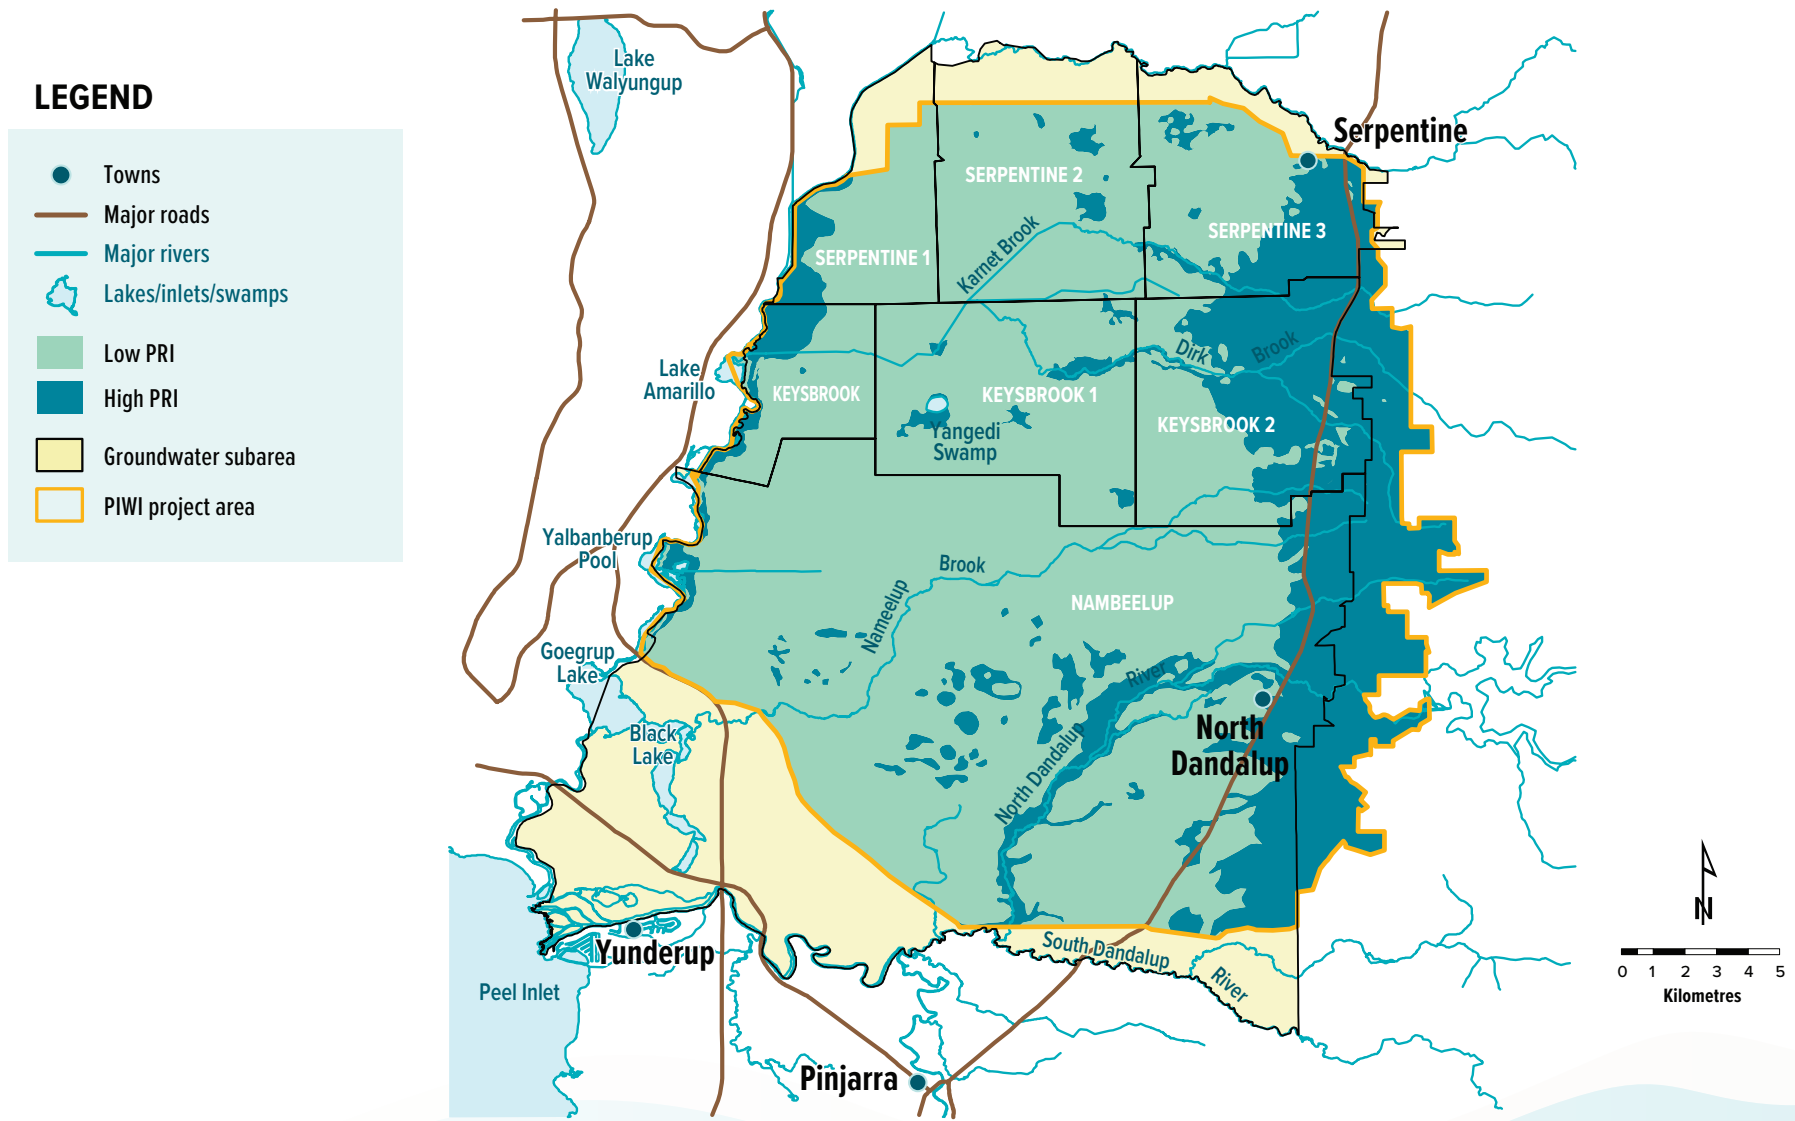 LEGEND
Towns
Major roads
Major rivers
Lakes/inlets/swamps
Low PRI
High PRI
Groundwater subarea
PIWI project area
Lake
Walyungup
Serpentine
SERPENTINE 2
SERPENTINE 3
SERPENTINE 1
Karnet Brook
Dirk
Brook
Lake
Amarillo
KEYSBROOK
KEYSBROOK 1
KEYSBROOK 2
Yangedi
Swamp
Yalbanberup
Pool
Brook
Nameelup
NAMBEELUP
Goegrup
Lake
River
North Dandalup
North
Dandalup
Black
Lake
Yunderup
South Dandalup
River
Peel Inlet
Pinjarra
N
0 1 2 3 4 5
Kilometres